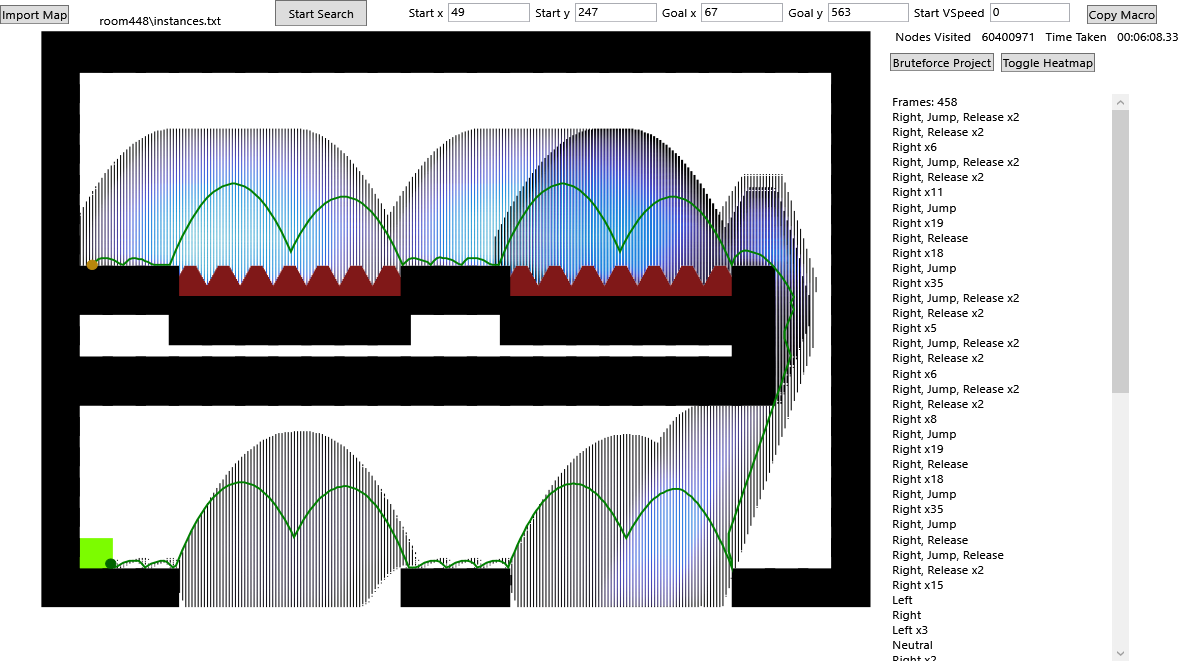 Import Map room448\instances.txt Start Search Start x 49 Start y 247 Goal x 67 Goal y 563 Start VSpeed 0 Copy Macro
Nodes Visited 60400971 Time Taken 00:06:08.33
Bruteforce Project Toggle Heatmap
Frames: 458
Right, Jump, Release x2
Right, Release x2
Right x6
Right, Jump, Release x2
Right, Release x2
Right x11
Right, Jump
Right x19
Right, Release
Right x18
Right, Jump
Right x35
Right, Jump, Release x2
Right, Release x2
Right x5
Right, Jump, Release x2
Right, Release x2
Right x6
Right, Jump, Release x2
Right, Release x2
Right x8
Right, Jump
Right x19
Right, Release
Right x18
Right, Jump
Right x35
Right, Jump
Right, Release
Right, Jump, Release
Right, Release x2
Right x15
Left
Right
Left x3
Neutral
Right x2